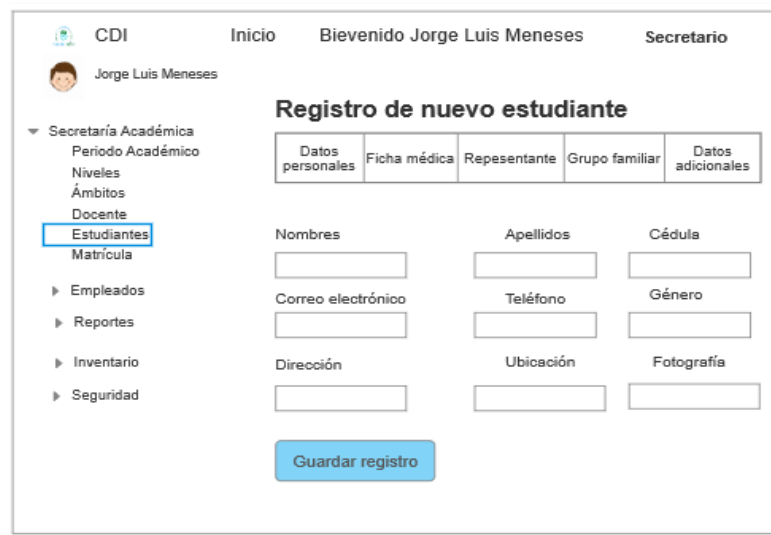 CDI Inicio Bievenido Jorge Luis Meneses Secretario
Jorge Luis Meneses
Secretaría Académica
Periodo Académico
Niveles
Ámbitos
Docente
Estudiantes
Matrícula
Empleados
Reportes
Inventario
Seguridad
Registro de nuevo estudiante
Datos personales Ficha médica Repesentante Grupo familiar Datos adicionales
Nombres Apellidos Cédula
Correo electrónico Teléfono Género
Dirección Ubicación Fotografía
Guardar registro